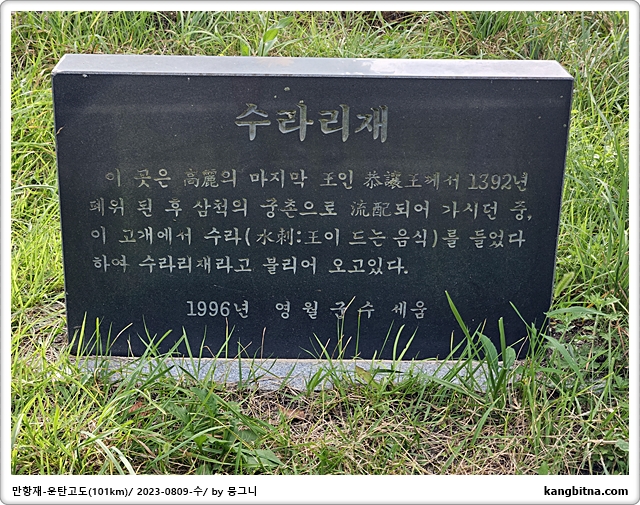 수라리재
이 곳은 高麗의 마지막 王인 恭讓王께서 1392년
폐위 된 후 삼척의 궁촌으로 流配되어 가시던 중,
이 고개에서 수라(水刺:王이 드는 음식)를 들었다
하여 수라리재라고 불리어 오고있다.
1996년 영월군수 세움
만항재-운탄고도(101km)/ 2023-0809-수/ by 뭉그니
kangbitna.com